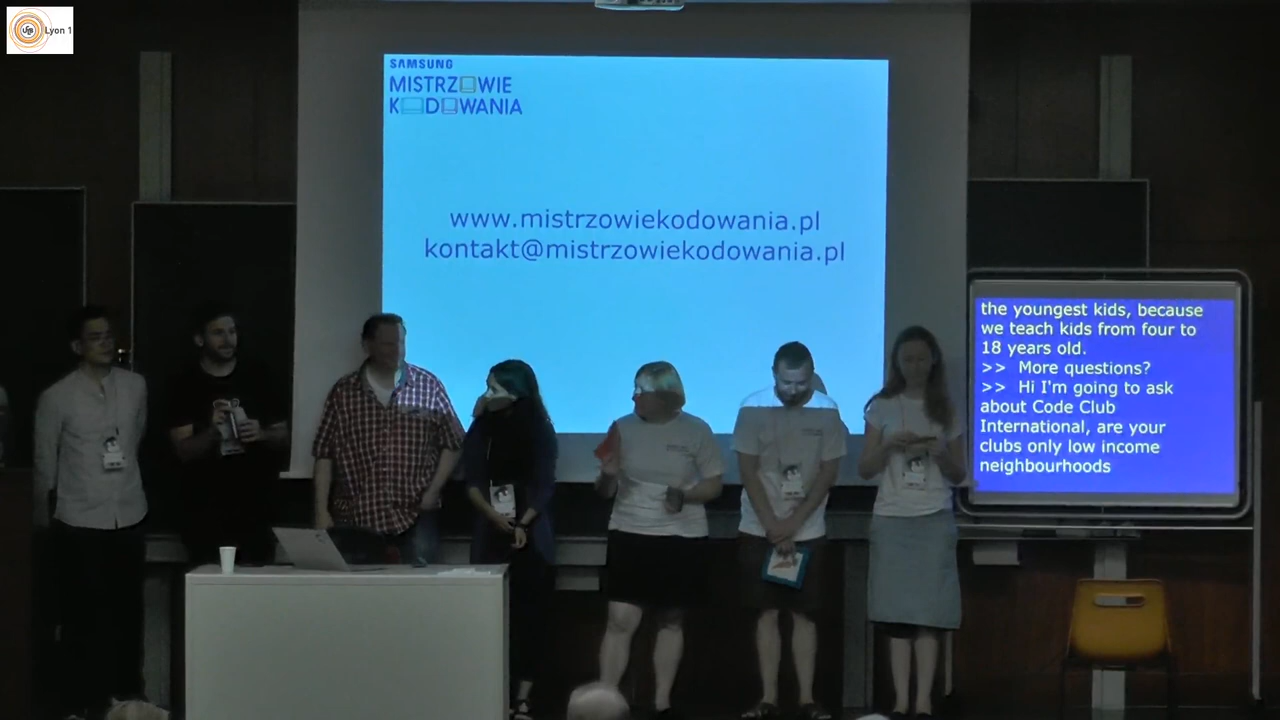 Lyon 1
SAMSUNG
MISTRZOWIE
KODOWANIA
www.mistrzowiekodowania.pl
kontakt@mistrzowiekodowania.pl
the youngest kids, because
we teach kids from four to
18 years old.
>> More questions?
>> Hi I'm going to ask
about Code Club
International, are your
clubs only low income
neighbourhoods